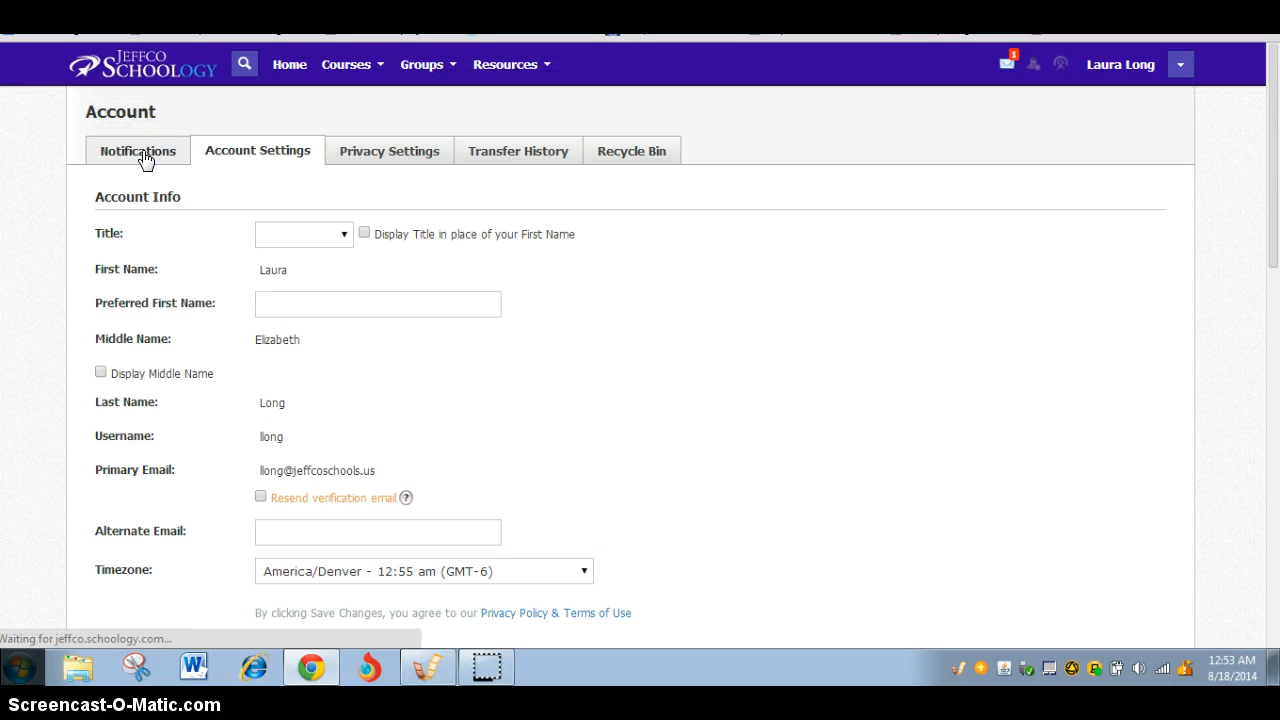 JEFFCO
SCHOOLOGY
Home Courses Groups Resources 1 Laura Long
Account
Notifications Account Settings Privacy Settings Transfer History Recycle Bin
Account Info
Title: Display Title in place of your First Name
First Name: Laura
Preferred First Name:
Middle Name: Elizabeth
Display Middle Name
Last Name: Long
Username: llong
Primary Email: llong@jeffcoschools.us
Resend verification email ?
Alternate Email:
Timezone: America/Denver - 12:55 am (GMT-6)
By clicking Save Changes, you agree to our Privacy Policy & Terms of Use
Waiting for jeffco.schoology.com...
12:53 AM
8/18/2014
Screencast-O-Matic.com